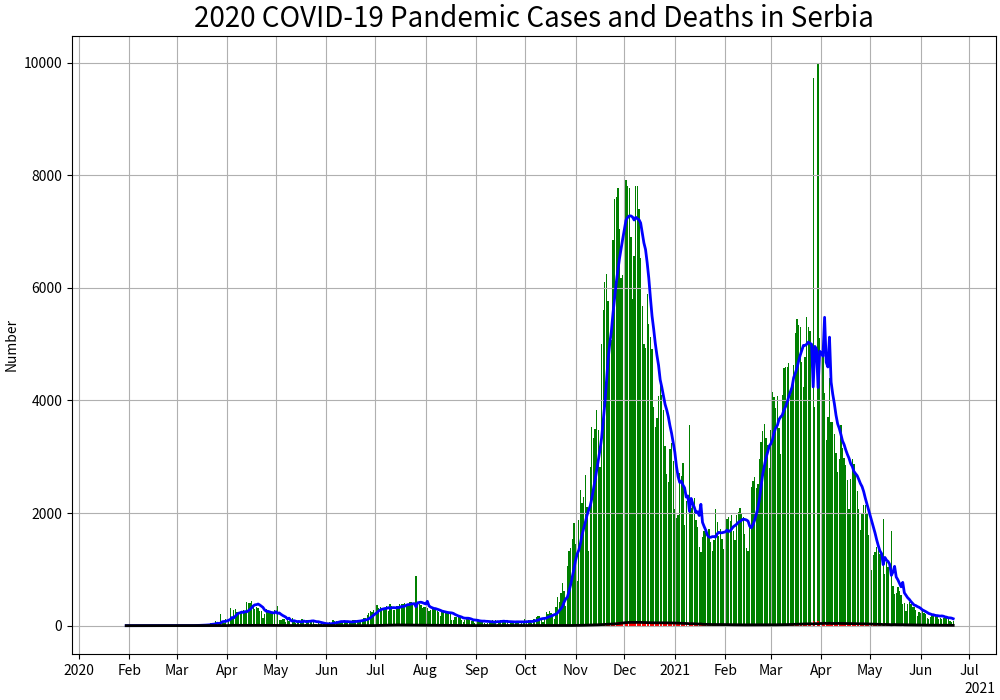 2020 COVID-19 Pandemic Cases and Deaths in Serbia
10000
8000
6000
4000
2000
0
Number
2020 Feb Mar Apr May Jun Jul Aug Sep Oct Nov Dec 2021 Feb Mar Apr May Jun Jul
2021